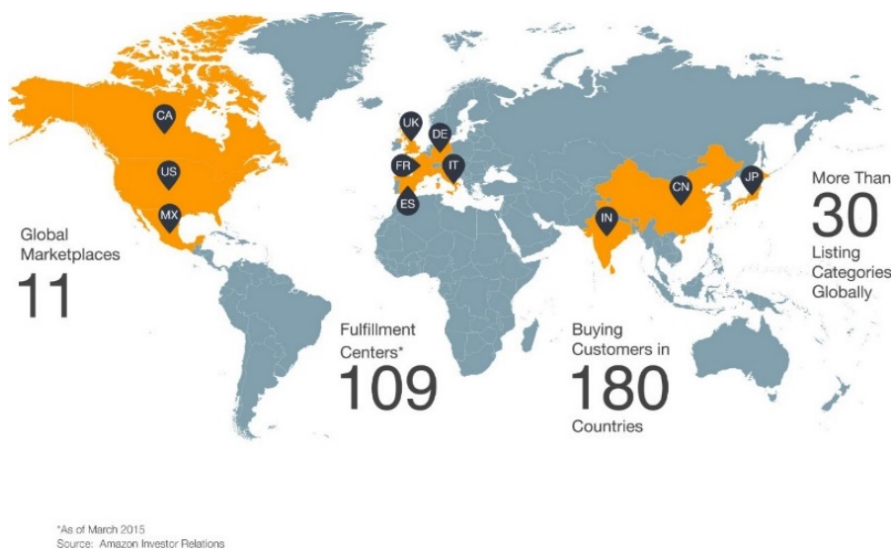 CA
US
MX
UK
DE
FR
IT
ES
CN
JP
IN
Global
Marketplaces
11
Fulfillment
Centers*
109
Buying
Customers in
180
Countries
More Than
30
Listing
Categories
Globally
*As of March 2015
Source: Amazon Investor Relations